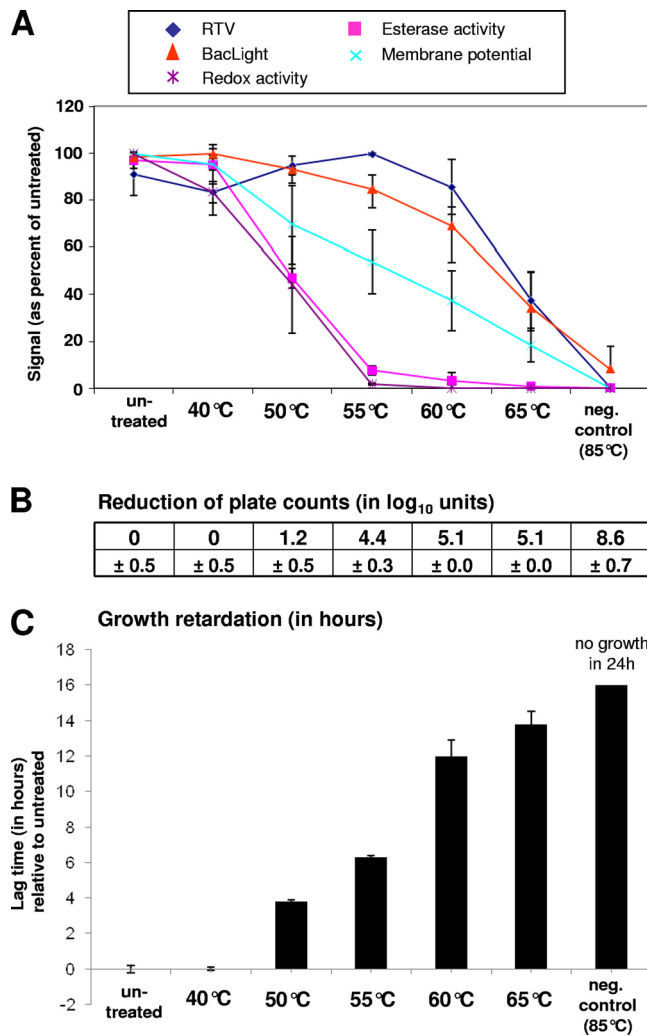 A
RTV
Esterase activity
BacLight
Membrane potential
Redox activity
Signal (as percent of untreated)
120
100
80
60
40
20
0
un-
treated
40°C
50°C
55°C
60°C
65°C
neg.
control
(85°C)
B
Reduction of plate counts (in log10 units)
0 0 1.2 4.4 5.1 5.1 8.6
± 0.5 ± 0.5 ± 0.5 ± 0.3 ± 0.0 ± 0.0 ± 0.7
C
Growth retardation (in hours)
no growth
in 24h
Lag time (in hours)
relative to untreated
18
16
14
12
10
8
6
4
2
0
-2
un-
treated
40°C
50°C
55°C
60°C
65°C
neg.
control
(85°C)